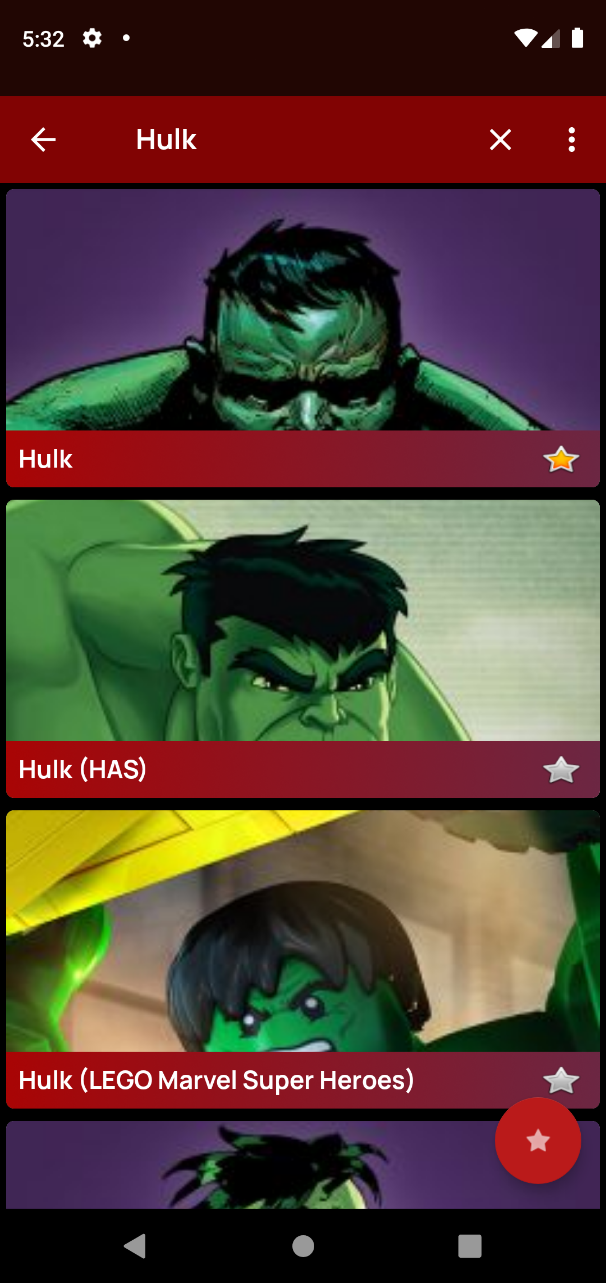 5:32
Hulk
Hulk
Hulk (HAS)
Hulk (LEGO Marvel Super Heroes)